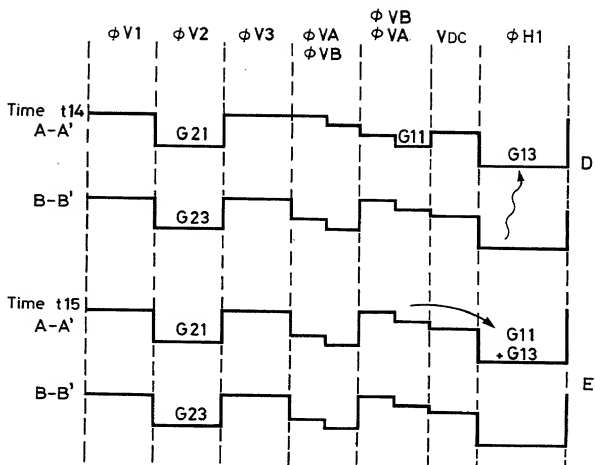 φV1 φV2 φV3 φVA φVB VDC φH1
φVB φVA
Time t14
A-A'
G21 G11 G13
D
B-B'
G23
Time t15
A-A'
G21 G11
+G13
E
B-B'
G23